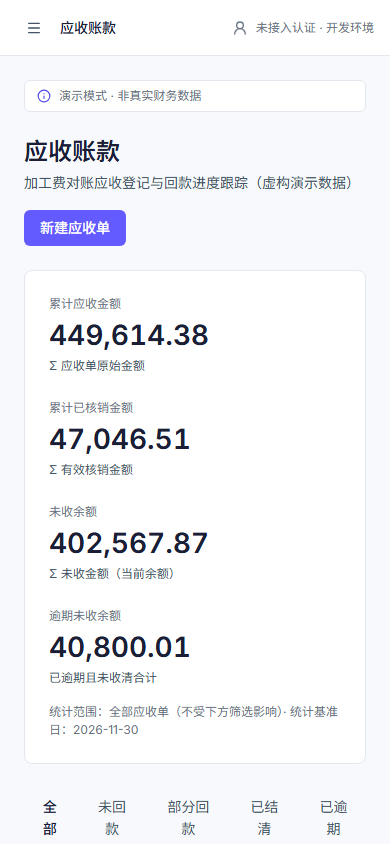 应收账款
未接入认证 · 开发环境
演示模式 · 非真实财务数据
应收账款
加工费对账应收登记与回款进度跟踪（虚构演示数据）
新建应收单
累计应收金额
449,614.38
Σ 应收单原始金额
累计已核销金额
47,046.51
Σ 有效核销金额
未收余额
402,567.87
Σ 未收金额（当前余额）
逾期未收余额
40,800.01
已逾期且未收清合计
统计范围：全部应收单（不受下方筛选影响）· 统计基准
日：2026-11-30
全部
未回款
部分回款
已结清
已逾期